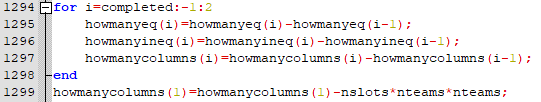 1294 for i=completed:-1:2
1295 howmanyeq(i)=howmanyeq(i)-howmanyeq(i-1);
1296 howmanyineq(i)=howmanyineq(i)-howmanyineq(i-1);
1297 howmanycolumns(i)=howmanycolumns(i)-howmanycolumns(i-1);
1298 end
1299 howmanycolumns(1)=howmanycolumns(1)-nslots*nteams*nteams;